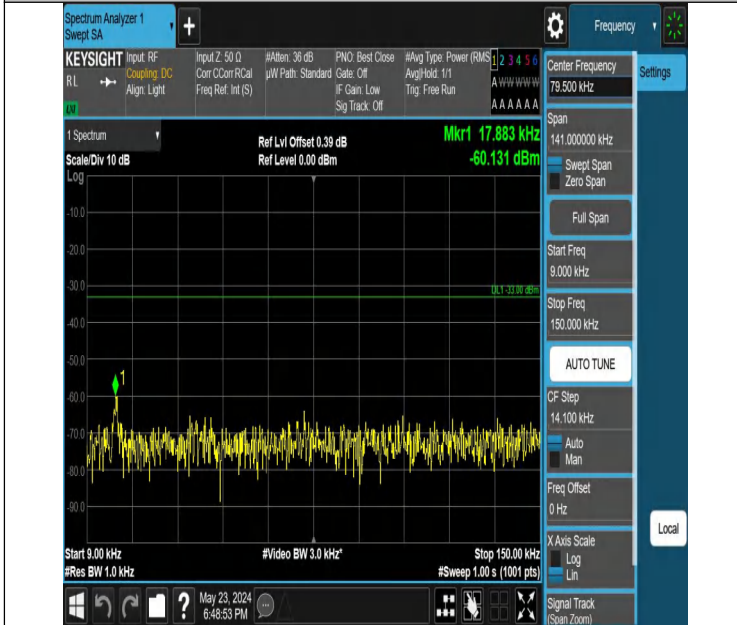 Spectrum Analyzer 1
Swept SA
+
Frequency
KEYSIGHT
RL
Input: RF
Coupling: DC
Align: Light
Input Z: 50 Ω
Corr CCorr RCal
Freq Ref: Int (S)
#Atten: 36 dB
µW Path: Standard
PNO: Best Close
Gate: Off
IF Gain: Low
Sig Track: Off
#Avg Type: Power (RMS
Avg|Hold: 1/1
Trig: Free Run
1 2 3 4 5 6
A W W W W W
A A A A A A
1 Spectrum
Scale/Div 10 dB
Ref Lvl Offset 0.39 dB
Ref Level 0.00 dBm
Mkr1 17.883 kHz
-60.131 dBm
Log
-10.0
-20.0
-30.0
-40.0
-50.0
-60.0
-70.0
-80.0
-90.0
DL1 -33.00 dBm
1
Start 9.00 kHz
#Res BW 1.0 kHz
#Video BW 3.0 kHz*
Stop 150.00 kHz
#Sweep 1.00 s (1001 pts)
?
May 23, 2024
6:48:53 PM
Center Frequency
79.500 kHz
Span
141.000000 kHz
Swept Span
Zero Span
Full Span
Start Freq
9.000 kHz
Stop Freq
150.000 kHz
AUTO TUNE
CF Step
14.100 kHz
Auto
Man
Freq Offset
0 Hz
X Axis Scale
Log
Lin
Signal Track
(Span Zoom)
Settings
Local